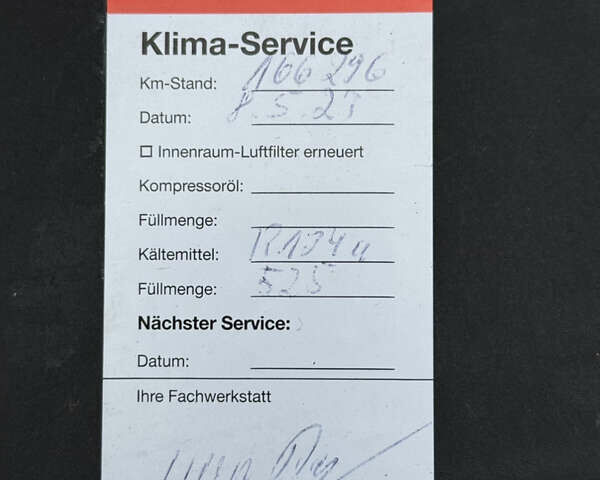 Klima-Service
Km-Stand: 166 296
Datum: 8.5.23
☐ Innenraum-Luftfilter erneuert
Kompressoröl:
Füllmenge:
Kältemittel: R134a
Füllmenge: 525
Nächster Service:
Datum:
Ihre Fachwerkstatt